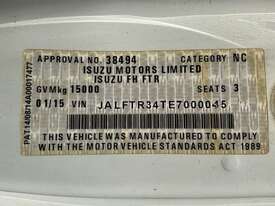 APPROVAL NO. 38494 CATEGORY NC
ISUZU MOTORS LIMITED
ISUZU FH FTR
GVMkg 15000 SEATS 3
01/15 VIN JALFTR34TE7000045
THIS VEHICLE WAS MANUFACTURED TO COMPLY
WITH THE MOTOR VEHICLE STANDARDS ACT 1989